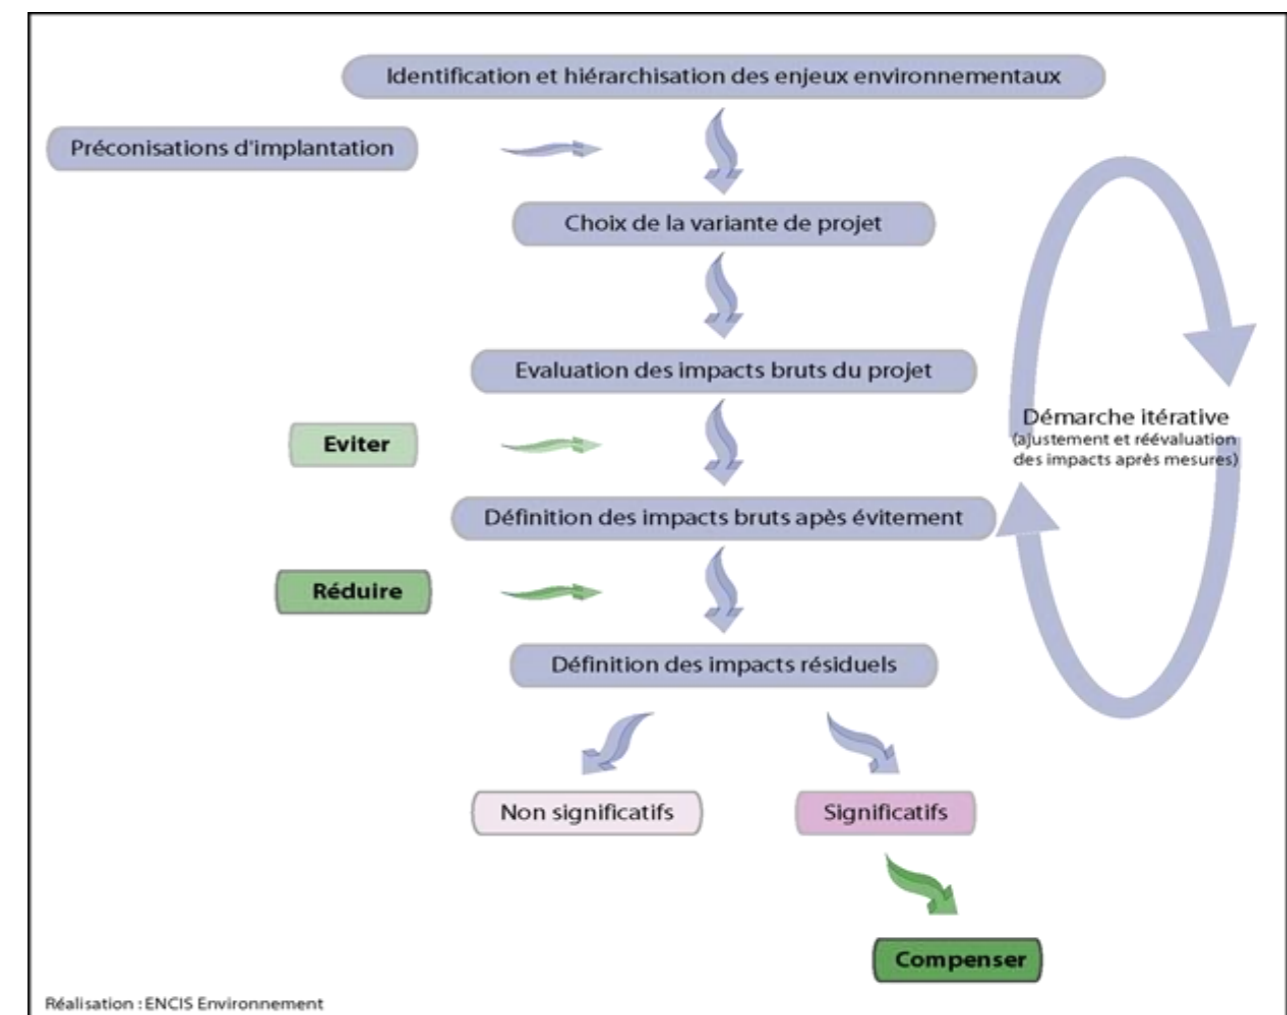 Identification et hiérarchisation des enjeux environnementaux
Préconisations d'implantation
Choix de la variante de projet
Evaluation des impacts bruts du projet
Eviter
Démarche itérative
(ajustement et réévaluation
des impacts après mesures)
Définition des impacts bruts apès évitement
Réduire
Définition des impacts résiduels
Non significatifs
Significatifs
Compenser
Réalisation : ENCIS Environnement